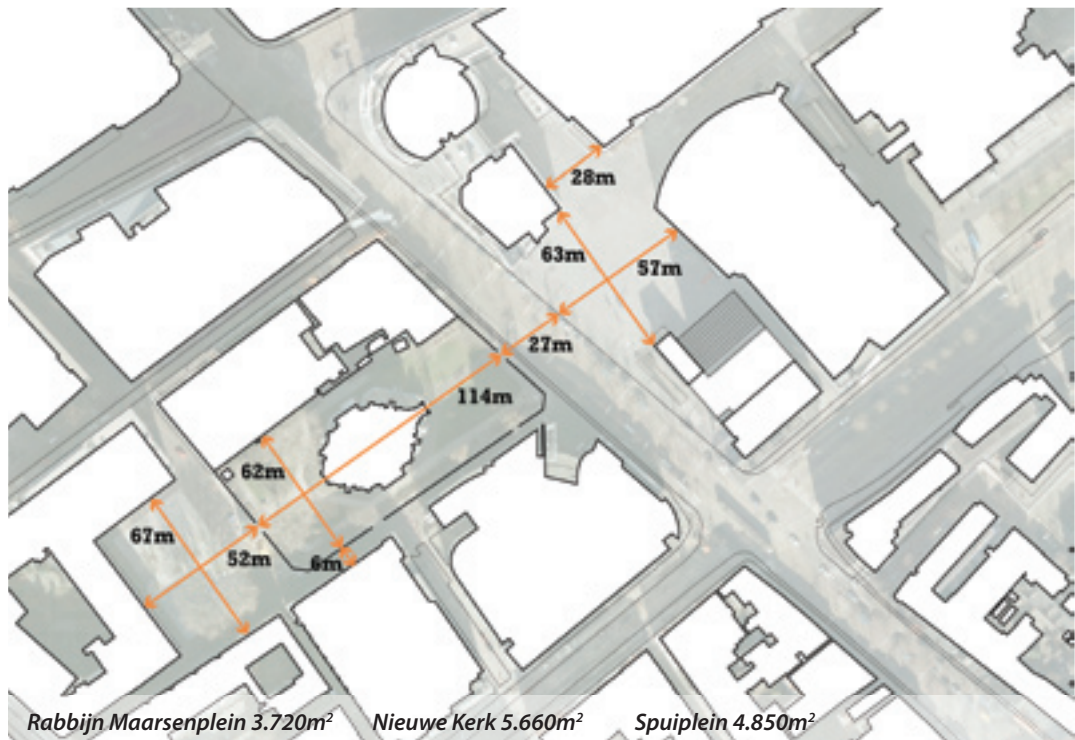 28m
63m
57m
27m
114m
62m
67m
52m
6m
Rabbijn Maarsenplein 3.720m² Nieuwe Kerk 5.660m² Spuiplein 4.850m²